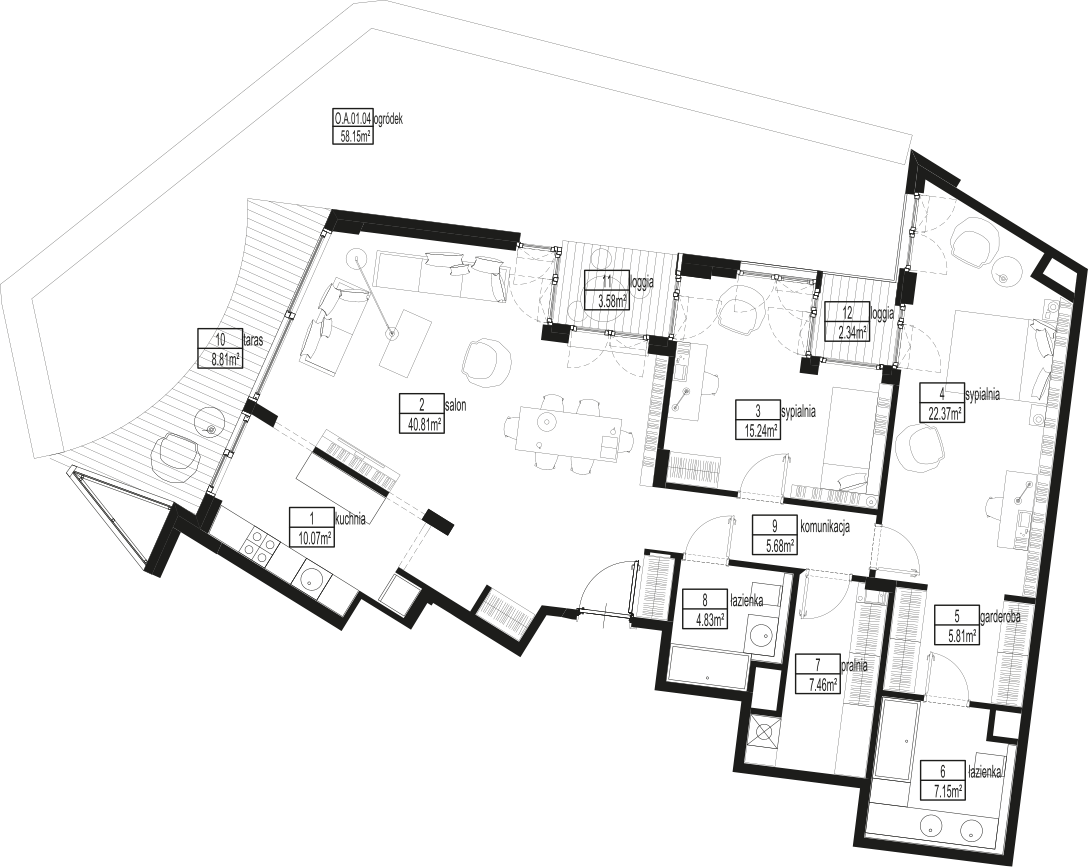 O.A.01.04 ogródek
58.15m²
11 loggia
3.58m²
12 loggia
2.34m²
10 taras
8.81m²
2 salon
40.81m²
3 sypialnia
15.24m²
4 sypialnia
22.37m²
1 kuchnia
10.07m²
9 komunikacja
5.68m²
8 łazienka
4.83m²
5 garderoba
5.81m²
7 pralnia
7.46m²
6 łazienka
7.15m²